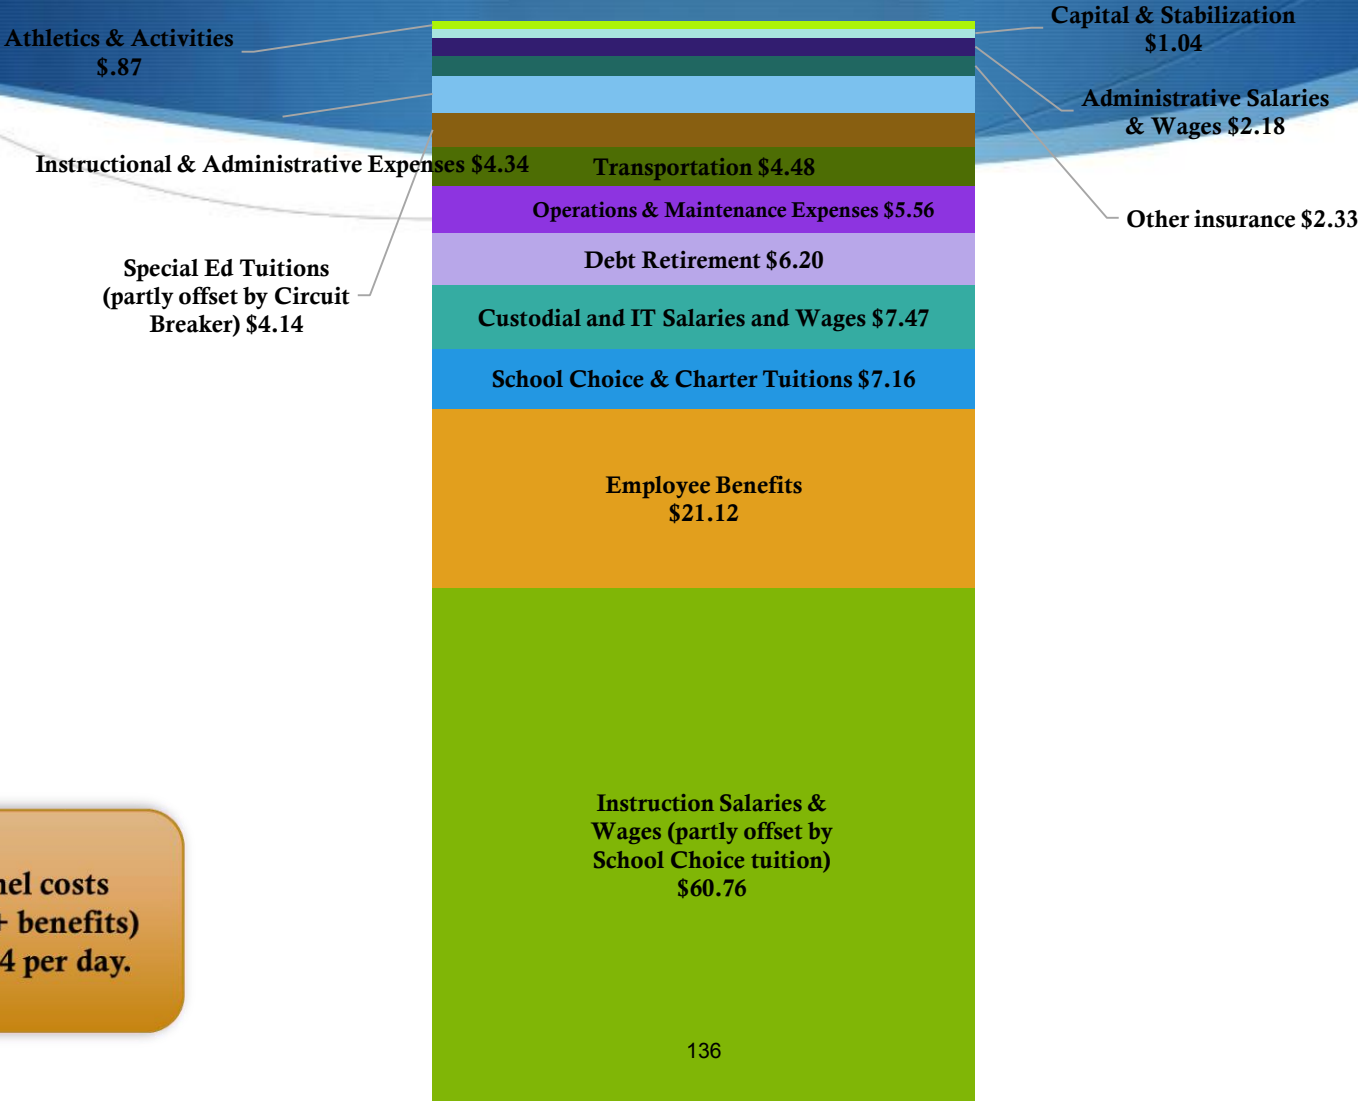 Athletics & Activities
$.87
Capital & Stabilization
$1.04
Administrative Salaries
& Wages $2.18
Instructional & Administrative Expenses $4.34
Transportation $4.48
Operations & Maintenance Expenses $5.56
Other insurance $2.33
Special Ed Tuitions
(partly offset by Circuit
Breaker) $4.14
Debt Retirement $6.20
Custodial and IT Salaries and Wages $7.47
School Choice & Charter Tuitions $7.16
Employee Benefits
$21.12
Instruction Salaries &
Wages (partly offset by
School Choice tuition)
$60.76
costs
+ benefits)
4 per day.
136